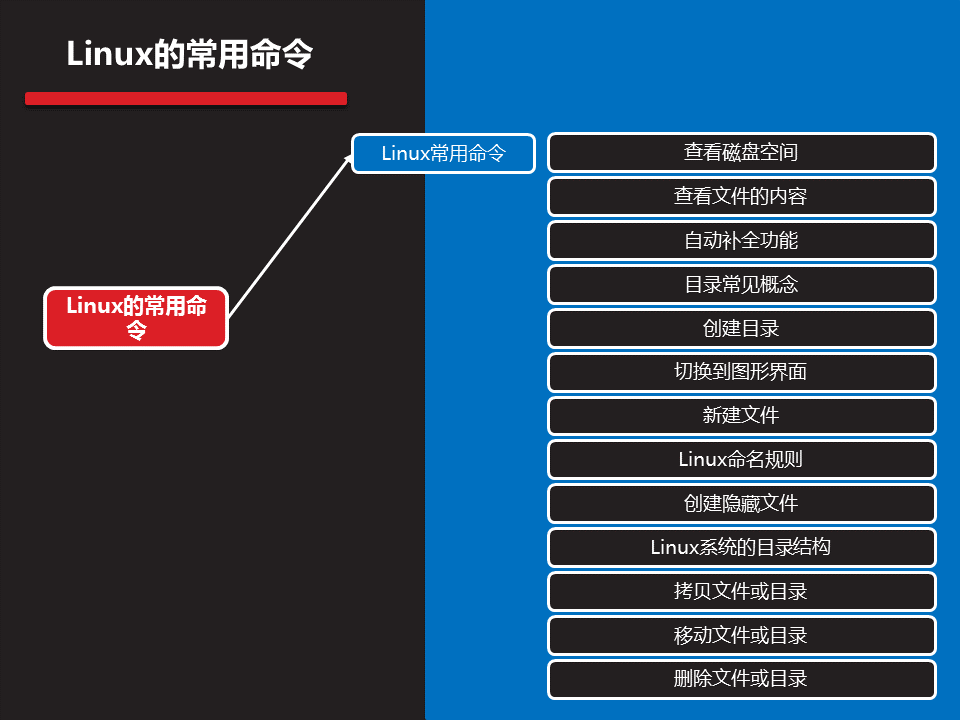 Linux的常用命令
Linux常用命令
Linux的常用命
令
查看磁盘空间
查看文件的内容
自动补全功能
目录常见概念
创建目录
切换到图形界面
新建文件
Linux命名规则
创建隐藏文件
Linux系统的目录结构
拷贝文件或目录
移动文件或目录
删除文件或目录